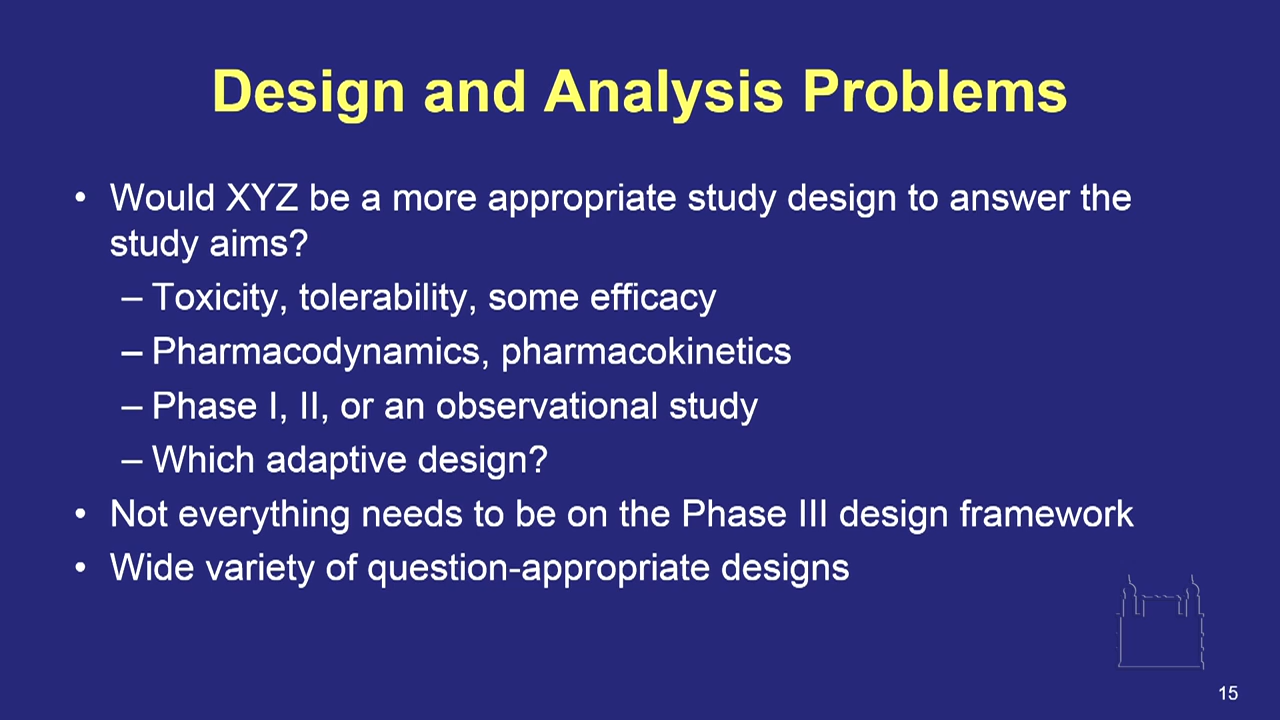 Design and Analysis Problems
• Would XYZ be a more appropriate study design to answer the
study aims?
– Toxicity, tolerability, some efficacy
– Pharmacodynamics, pharmacokinetics
– Phase I, II, or an observational study
– Which adaptive design?
• Not everything needs to be on the Phase III design framework
• Wide variety of question-appropriate designs
15